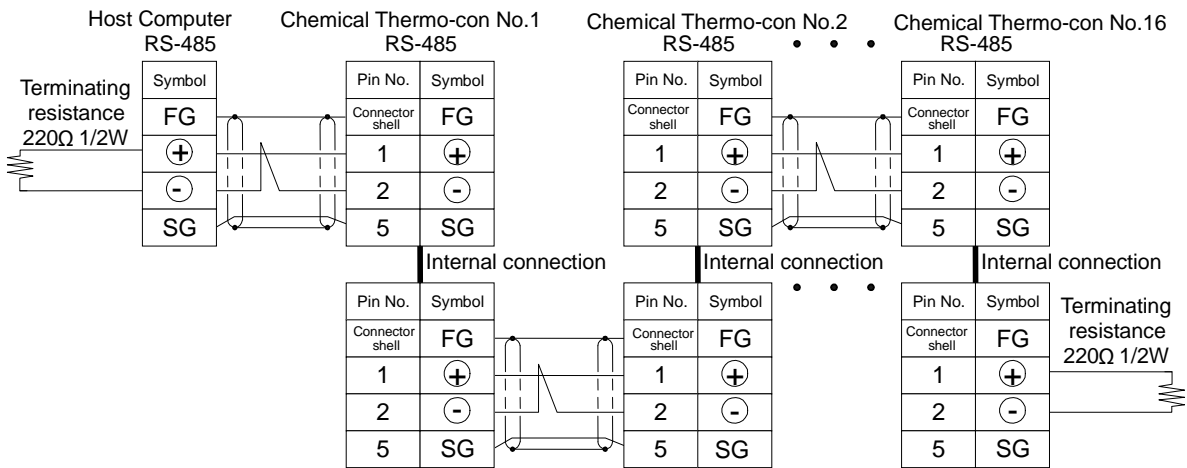 Host Computer
RS-485
Chemical Thermo-con No.1
RS-485
Chemical Thermo-con No.2
RS-485
• • •
Chemical Thermo-con No.16
RS-485
Terminating
resistance
220Ω 1/2W
Symbol
FG
+
-
SG
Pin No. Symbol
Connector
shell
FG
1 +
2 -
5 SG
Pin No. Symbol
Connector
shell
FG
1 +
2 -
5 SG
Pin No. Symbol
Connector
shell
FG
1 +
2 -
5 SG
Internal connection
Internal connection
Internal connection
• • •
Pin No. Symbol
Connector
shell
FG
1 +
2 -
5 SG
Pin No. Symbol
Connector
shell
FG
1 +
2 -
5 SG
Pin No. Symbol
Connector
shell
FG
1 +
2 -
5 SG
Terminating
resistance
220Ω 1/2W